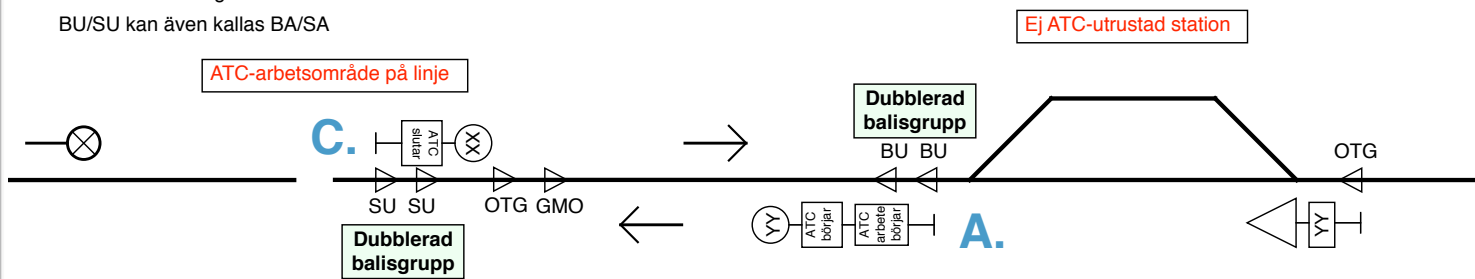 BU/SU kan även kallas BA/SA
Ej ATC-utrustad station
ATC-arbetsområde på linje
Dubblerad
balisgrupp
C.
ATC
slutar
XX
BU BU
OTG
SU SU
OTG GMO
Dubblerad
balisgrupp
YY
ATC
börjar
ATC
arbete
börjar
A.
YY